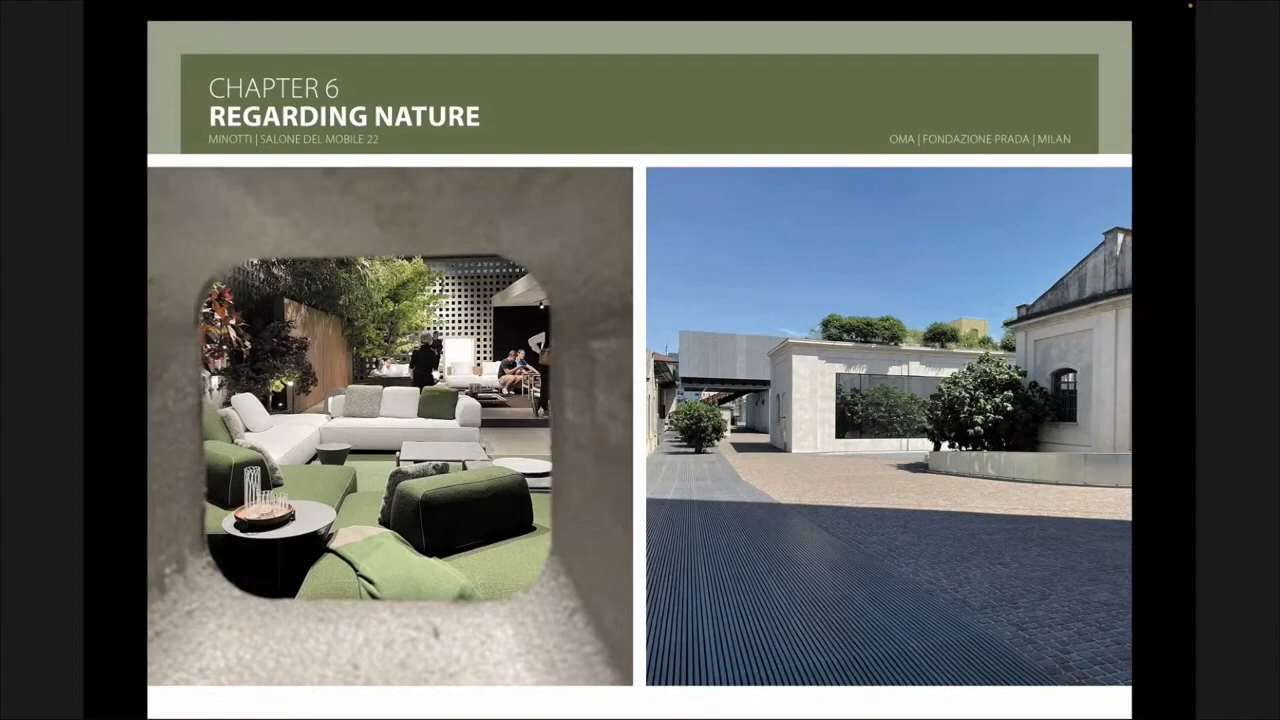 CHAPTER 6
REGARDING NATURE
MINOTTI | SALONE DEL MOBILE 22
OMA | FONDAZIONE PRADA | MILAN